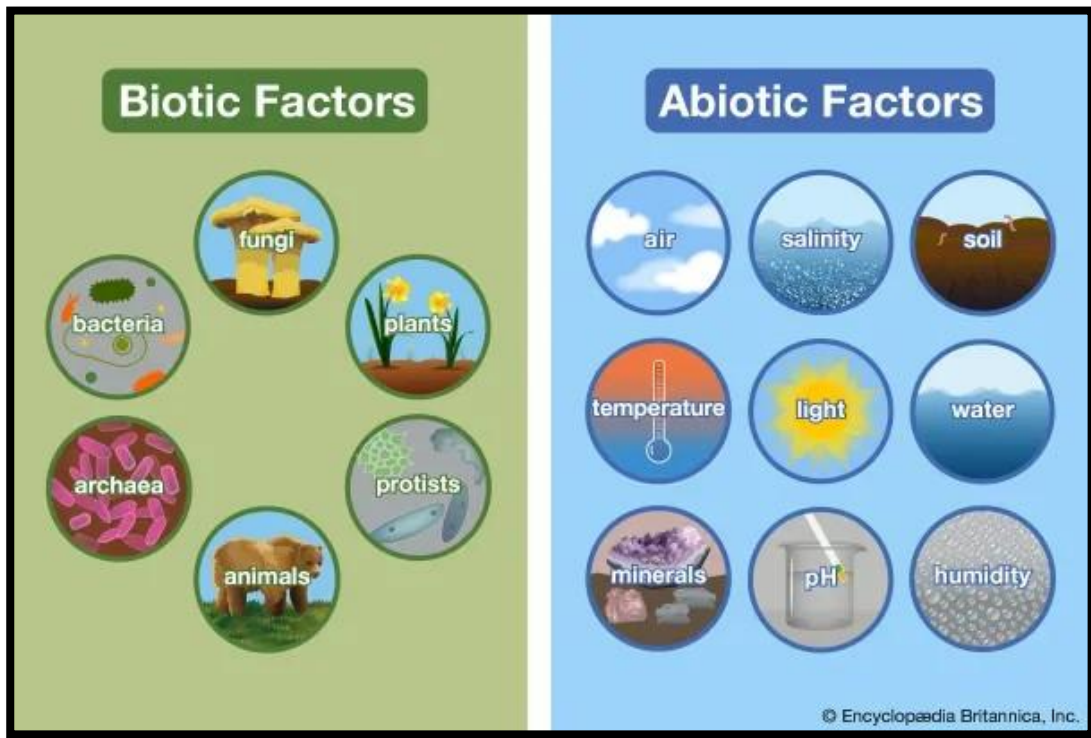 Biotic Factors
fungi
bacteria
plants
archaea
protists
animals
Abiotic Factors
air
salinity
soil
temperature
light
water
minerals
pH
humidity
© Encyclopædia Britannica, Inc.